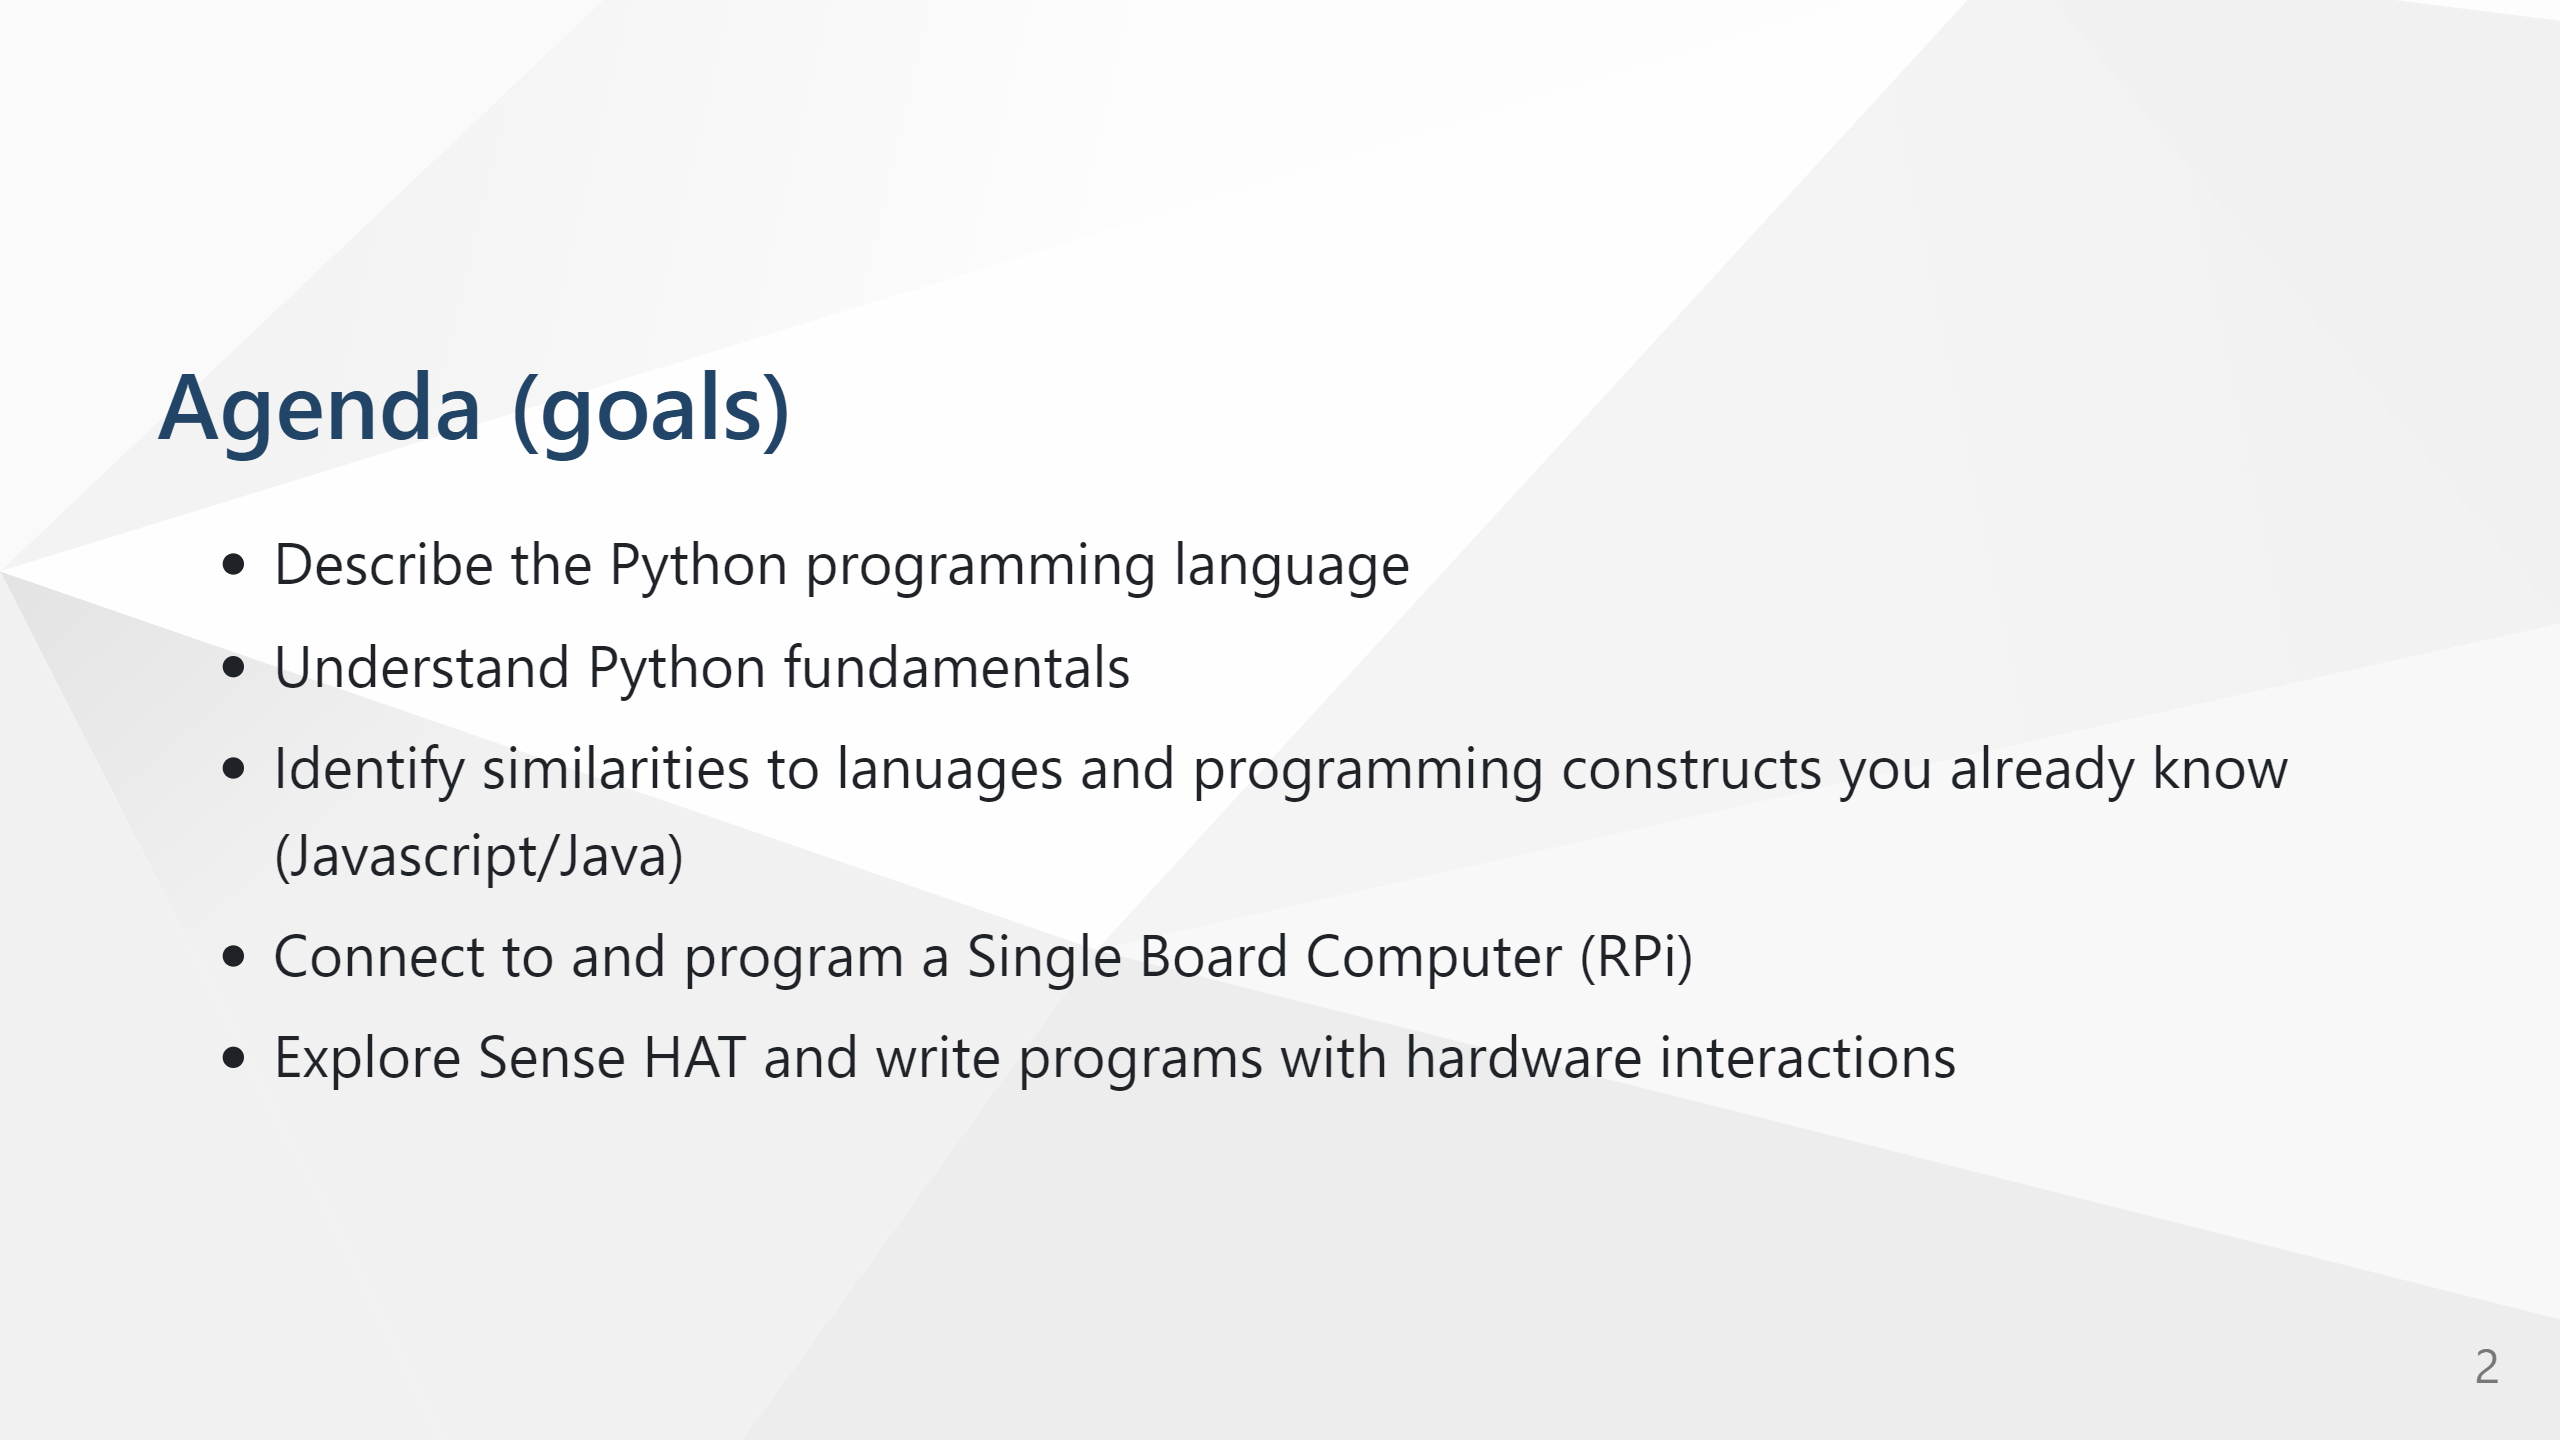 Agenda (goals)
• Describe the Python programming language
• Understand Python fundamentals
• Identify similarities to lanuages and programming constructs you already know
(Javascript/Java)
• Connect to and program a Single Board Computer (RPi)
• Explore Sense HAT and write programs with hardware interactions
2